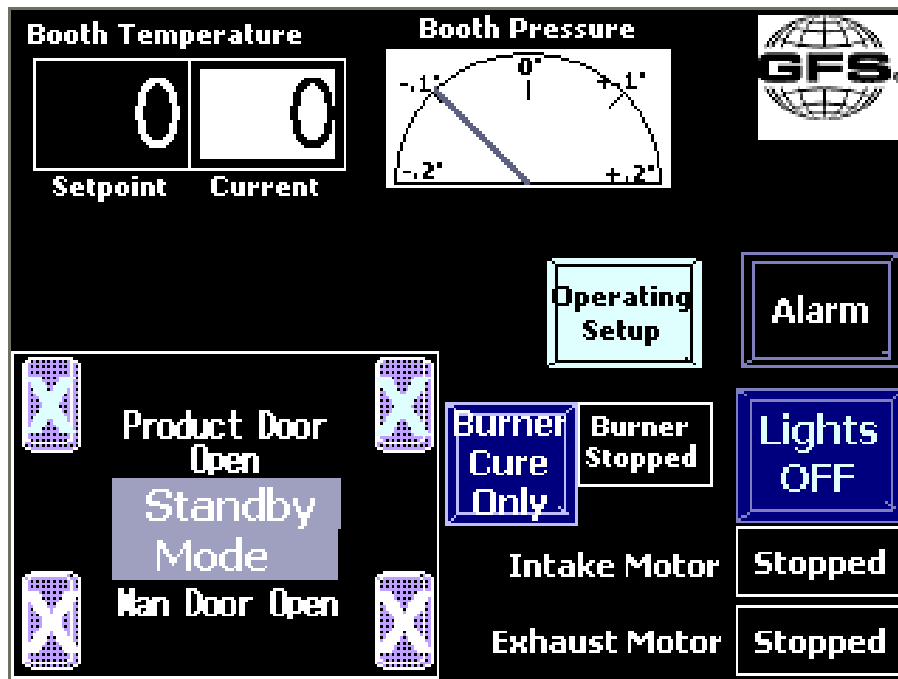 Booth Temperature
0 0
Setpoint Current
Booth Pressure
-.1" 0" +.1"
-.2" +.2"
GFS
Operating
Setup
Alarm
X X
Product Door
Open
Standby
Mode
Man Door Open
X X
Burner
Cure
Only
Burner
Stopped
Lights
OFF
Intake Motor Stopped
Exhaust Motor Stopped